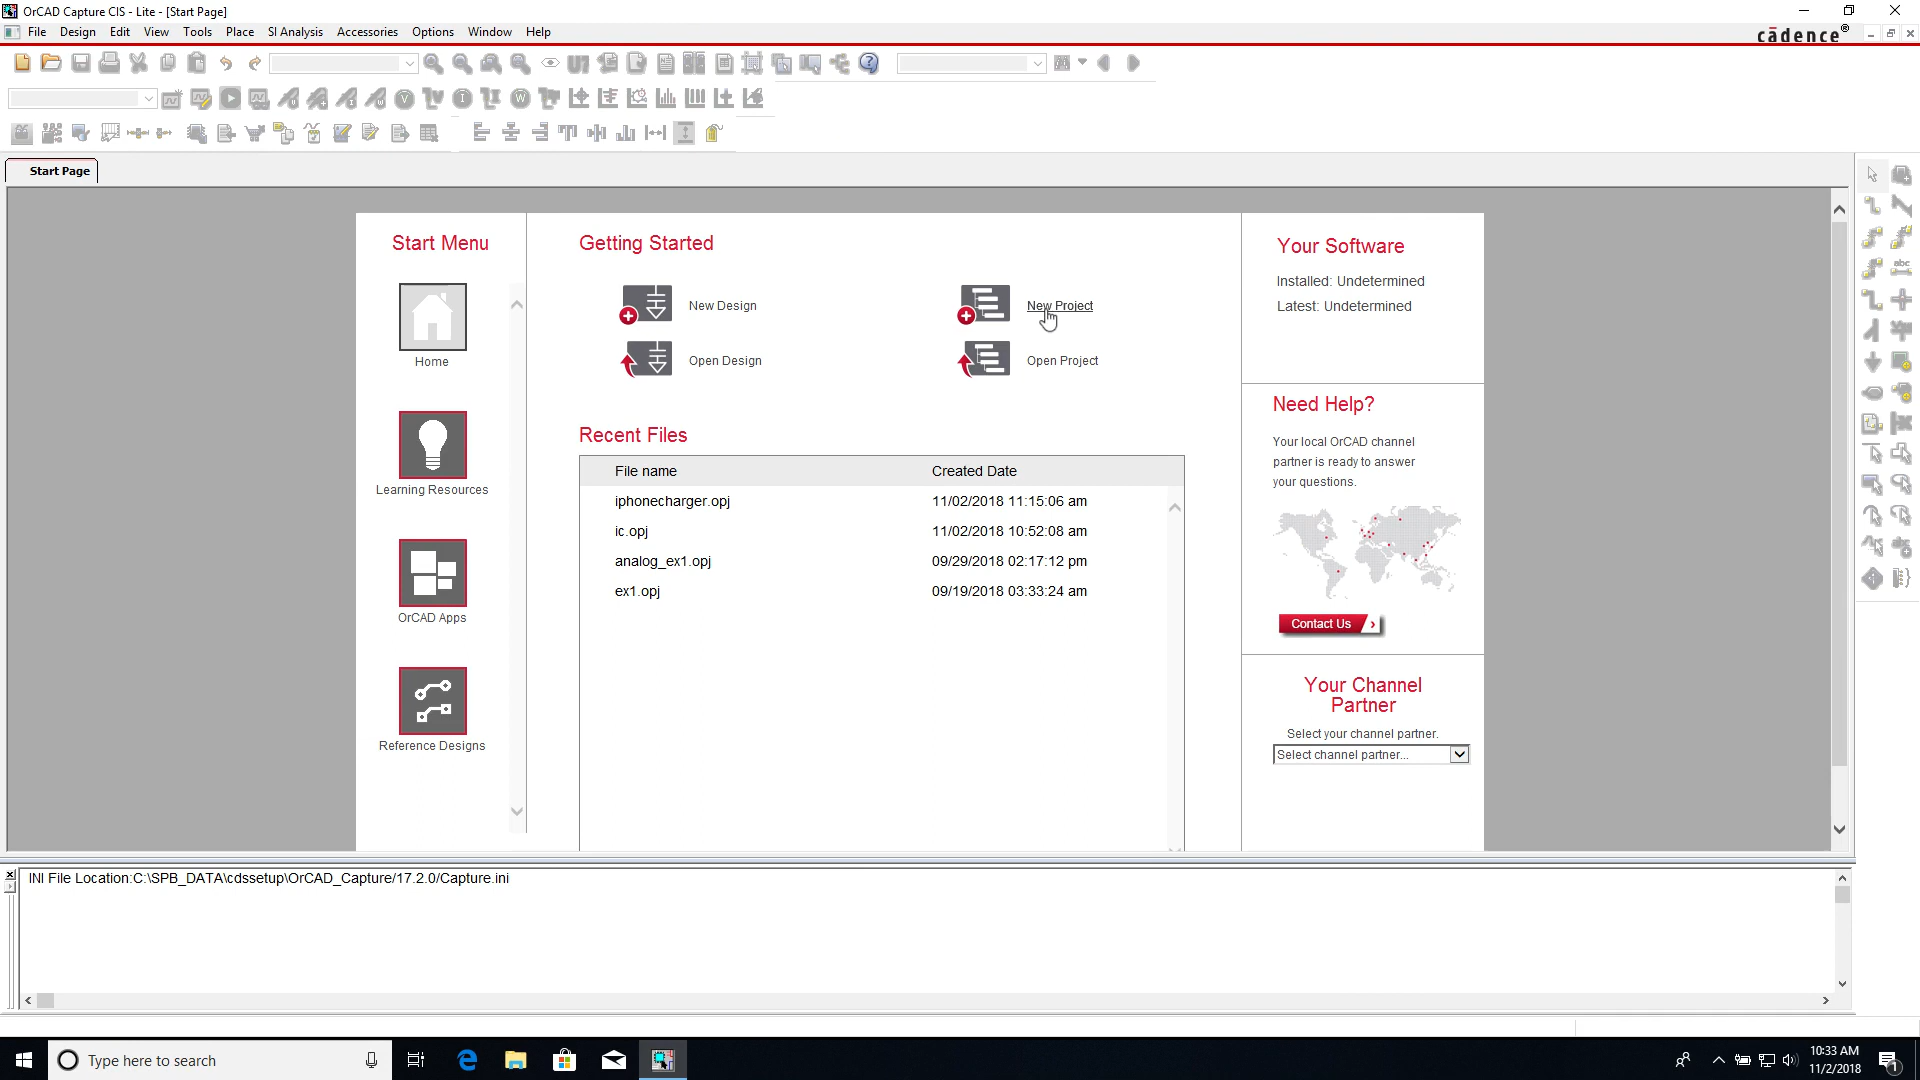 OrCAD Capture CIS - Lite - [Start Page]
File Design Edit View Tools Place SI Analysis Accessories Options Window Help
cādence®
Start Page
Start Menu
Home
Learning Resources
OrCAD Apps
Reference Designs
Getting Started
New Design
New Project
Open Design
Open Project
Recent Files
File name Created Date
iphonecharger.opj 11/02/2018 11:15:06 am
ic.opj 11/02/2018 10:52:08 am
analog_ex1.opj 09/29/2018 02:17:12 pm
ex1.opj 09/19/2018 03:33:24 am
Your Software
Installed: Undetermined
Latest: Undetermined
Need Help?
Your local OrCAD channel
partner is ready to answer
your questions.
Contact Us
Your Channel
Partner
Select your channel partner.
Select channel partner...
INI File Location:C:\SPB_DATA\cdssetup\OrCAD_Capture/17.2.0/Capture.ini
Type here to search
10:33 AM
11/2/2018
1